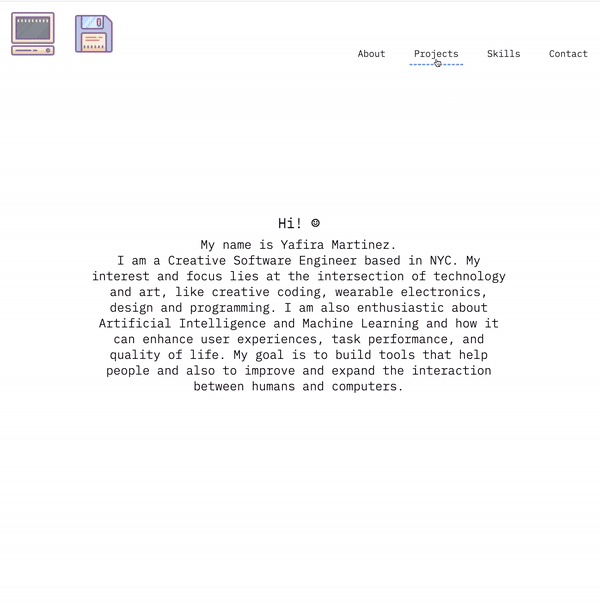 About Projects Skills Contact
Hi! ☺
My name is Yafira Martinez.
I am a Creative Software Engineer based in NYC. My
interest and focus lies at the intersection of technology
and art, like creative coding, wearable electronics,
design and programming. I am also enthusiastic about
Artificial Intelligence and Machine Learning and how it
can enhance user experiences, task performance, and
quality of life. My goal is to build tools that help
people and also to improve and expand the interaction
between humans and computers.